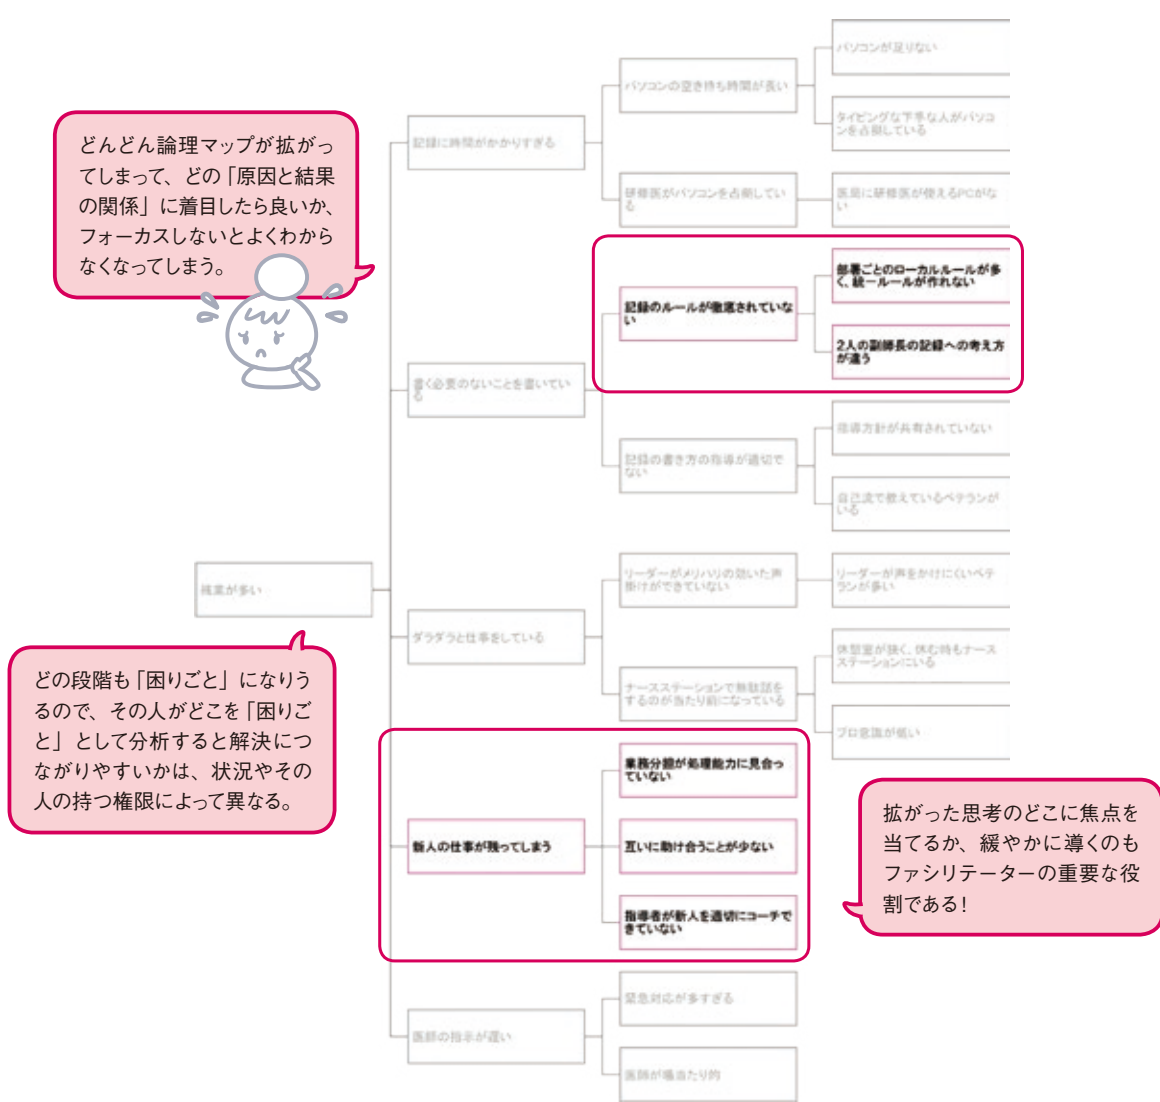 どんどん論理マップが拡がっ
てしまって、どの「原因と結果
の関係」に着目したら良いか、
フォーカスしないとよくわから
なくなってしまう。
残業が多い
記録に時間がかかりすぎる
パソコンの空き待ち時間が長い
パソコンが足りない
タイピングな下手な人がパソコ
ンを占領している
研修医がパソコンを占領してい
る
医局に研修医が使えるPCがな
い
書く必要のないことを書いてい
る
記録のルールが徹底されていな
い
部署ごとのローカルルールが多
く、統一ルールが作れない
2人の副師長の記録への考え方
が違う
記録の書き方の指導が適切で
ない
指導方針が共有されていない
自己流で教えているベテランが
いる
ダラダラと仕事をしている
リーダーがメリハリの効いた声
掛けができていない
リーダーが声をかけにくいベテ
ランが多い
ナースステーションで無駄話を
するのが当たり前になっている
休憩室が狭く、休む時もナース
ステーションにいる
プロ意識が低い
どの段階も「困りごと」になりう
るので、その人がどこを「困りご
と」として分析すると解決につ
ながりやすいかは、状況やその
人の持つ権限によって異なる。
新人の仕事が残ってしまう
業務分担が処理能力に見合っ
ていない
互いに助け合うことが少ない
指導者が新人を適切にコーチで
きていない
拡がった思考のどこに焦点を
当てるか、緩やかに導くのも
ファシリテーターの重要な役
割である!
医師の指示が遅い
緊急対応が多すぎる
医師が場当たり的